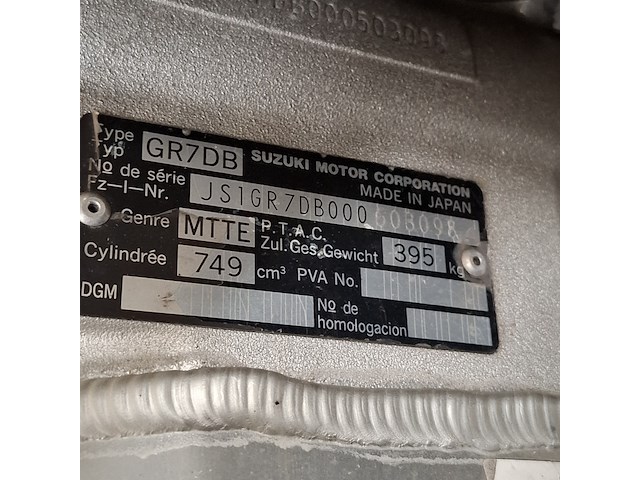 Type
Typ GR7DB SUZUKI MOTOR CORPORATION
MADE IN JAPAN
No de série
Fz-I-Nr. JS1GR7DB000
Genre MTTE P.T.A.C.
Zul.Ges.Gewicht 395 kg
Cylindrée 749 cm³ PVA No.
DGM
No de
homologacion